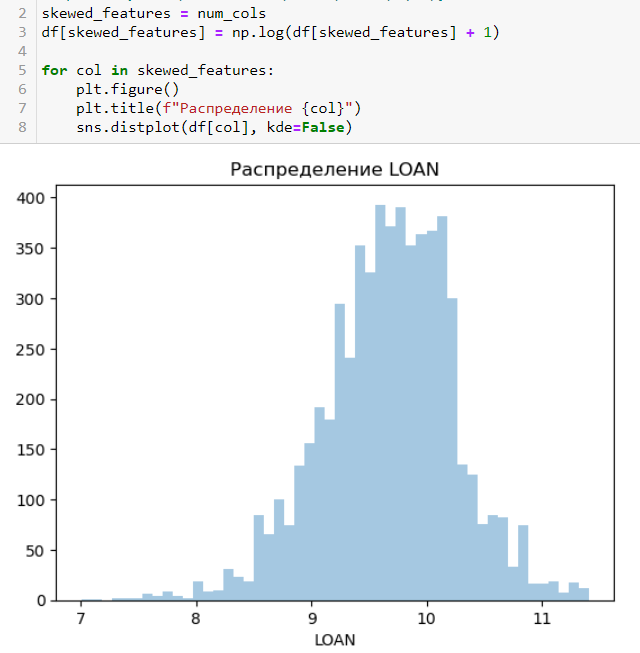 2 skewed_features = num_cols
3 df[skewed_features] = np.log(df[skewed_features] + 1)
4
5 for col in skewed_features:
6     plt.figure()
7     plt.title(f"Распределение {col}")
8     sns.distplot(df[col], kde=False)
Распределение LOAN
400
350
300
250
200
150
100
50
0
7 8 9 10 11
LOAN